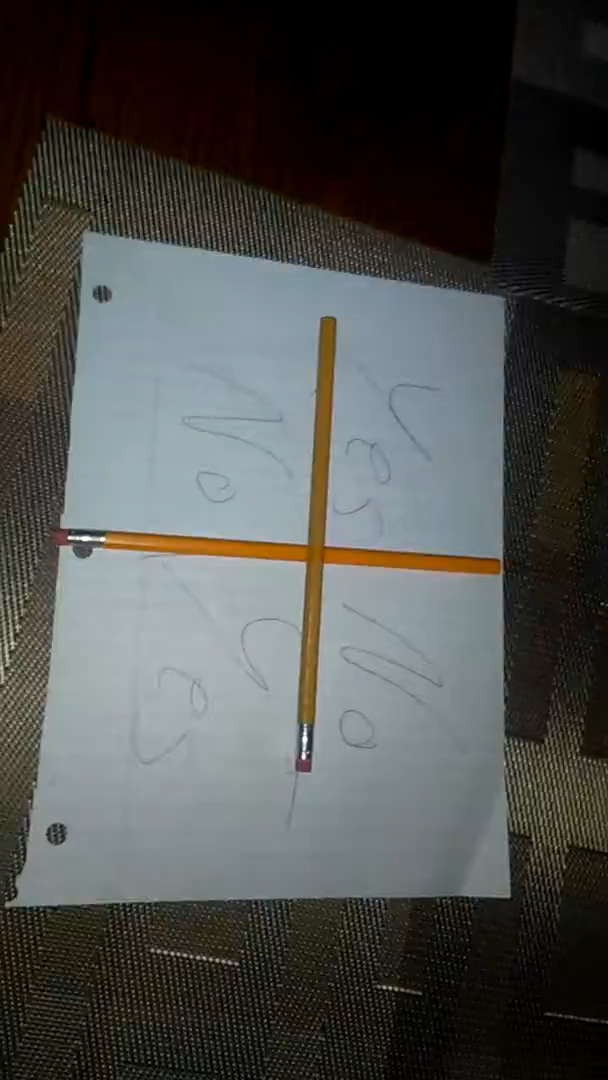 Yes No
No Yes